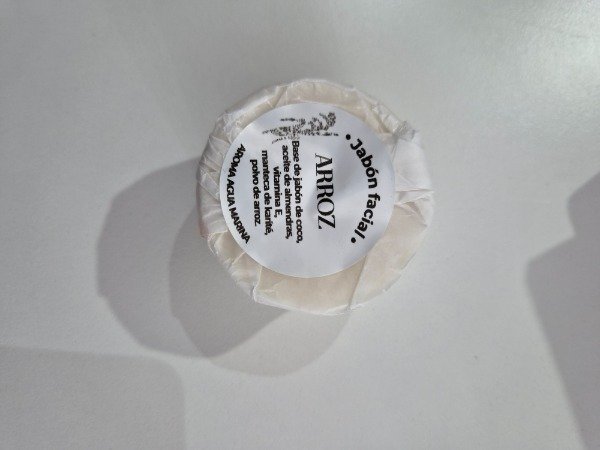 • Jabón facial •
ARROZ
Base de jabón de coco,
aceite de almendras,
vitamina E,
manteca de karité,
polvo de arroz.
AROMA AGUA MARINA